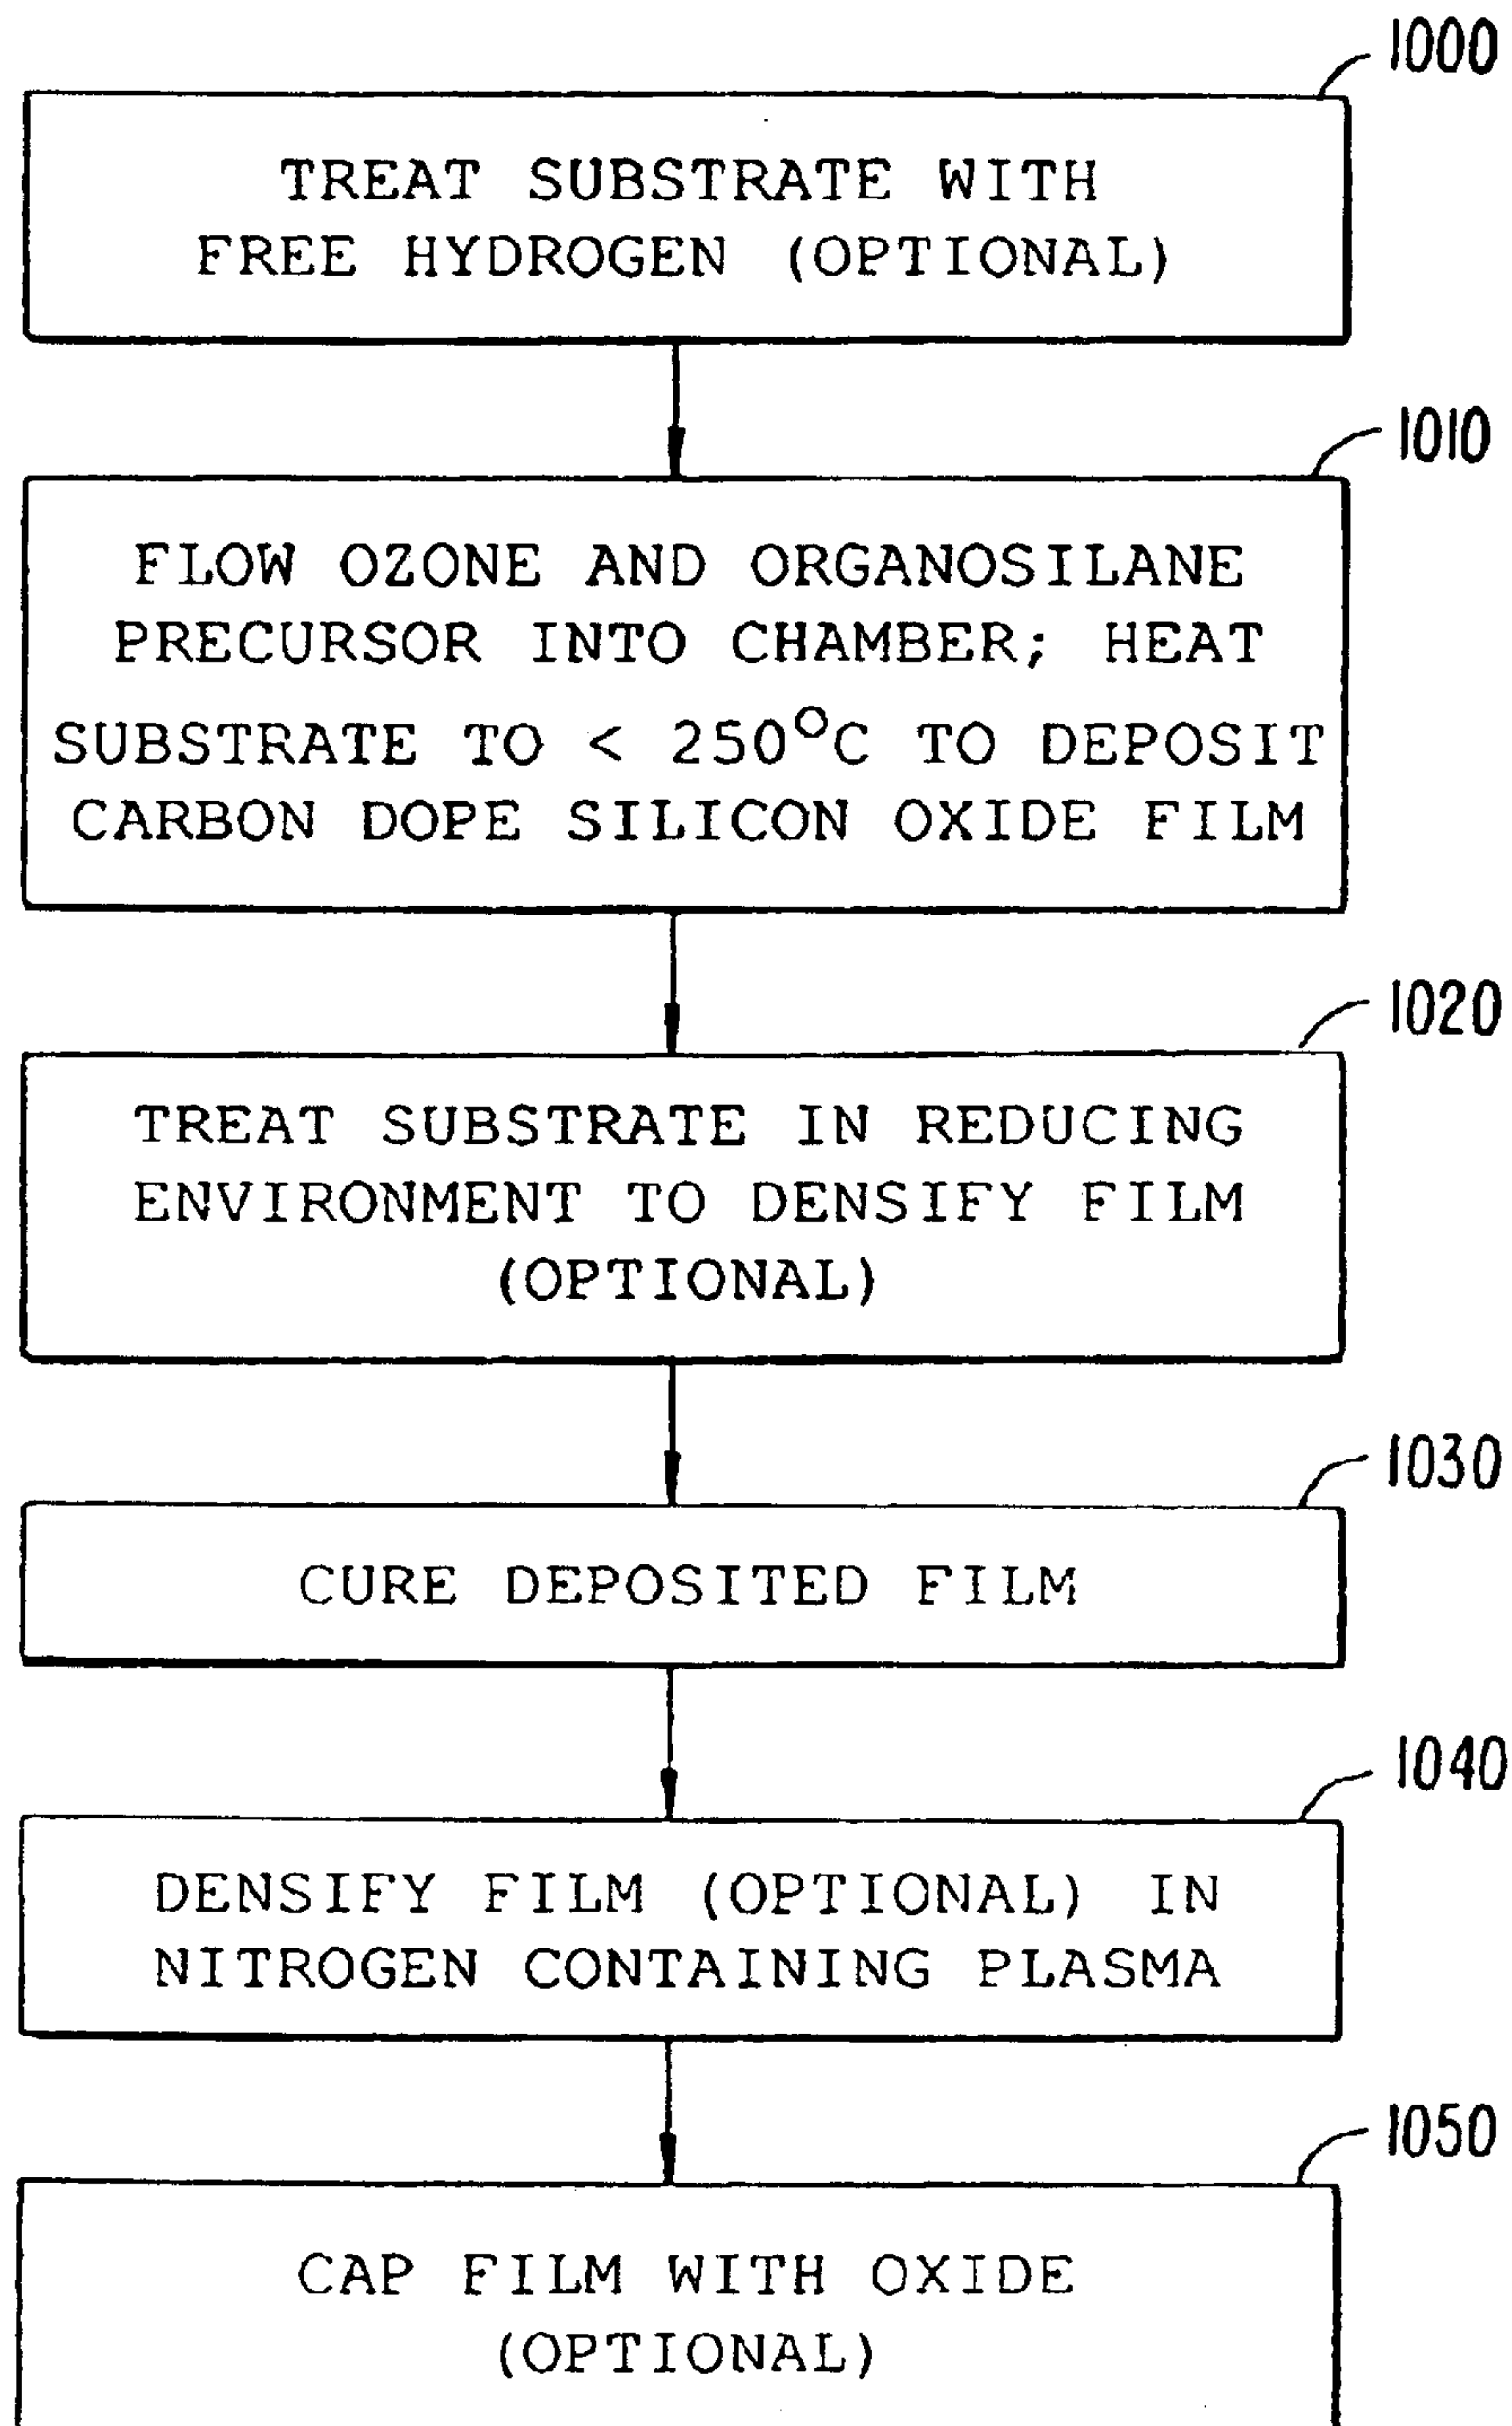 1000
TREAT SUBSTRATE WITH
FREE HYDROGEN (OPTIONAL)
1010
FLOW OZONE AND ORGANOSILANE
PRECURSOR INTO CHAMBER; HEAT
SUBSTRATE TO < 250°C TO DEPOSIT
CARBON DOPE SILICON OXIDE FILM
1020
TREAT SUBSTRATE IN REDUCING
ENVIRONMENT TO DENSIFY FILM
(OPTIONAL)
1030
CURE DEPOSITED FILM
1040
DENSIFY FILM (OPTIONAL) IN
NITROGEN CONTAINING PLASMA
1050
CAP FILM WITH OXIDE
(OPTIONAL)